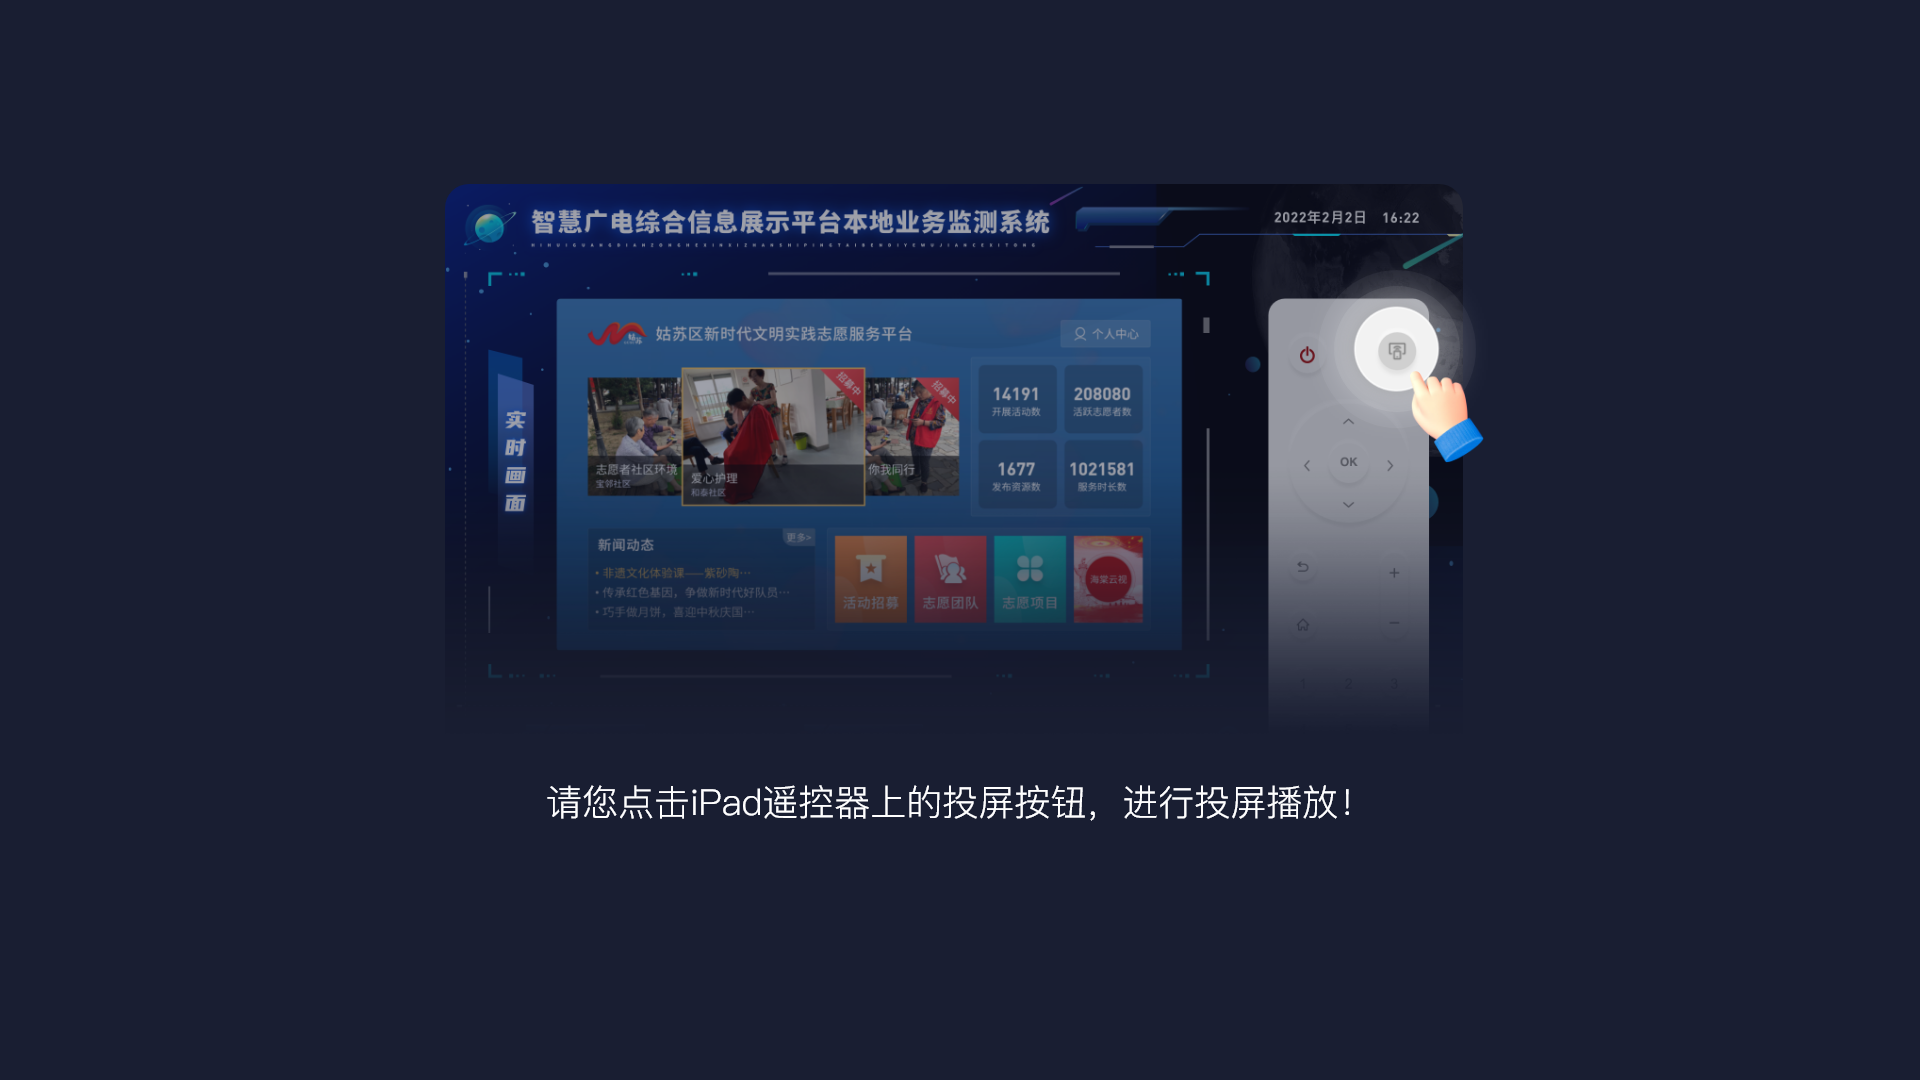 智慧广电综合信息展示平台本地业务监测系统
2022年2月2日 16:22
实时画面
姑苏区新时代文明实践志愿服务平台
个人中心
招募中
招募中
志愿者社区环境
宝邻社区
爱心护理
和泰社区
你我同行
14191
开展活动数
208080
活跃志愿者数
1677
发布资源数
1021581
服务时长数
新闻动态
更多>
• 非遗文化体验课——紫砂陶···
• 传承红色基因，争做新时代好队员···
• 巧手做月饼，喜迎中秋庆国···
活动招募
志愿团队
志愿项目
海棠云视
OK
1 2 3
请您点击iPad遥控器上的投屏按钮，进行投屏播放！